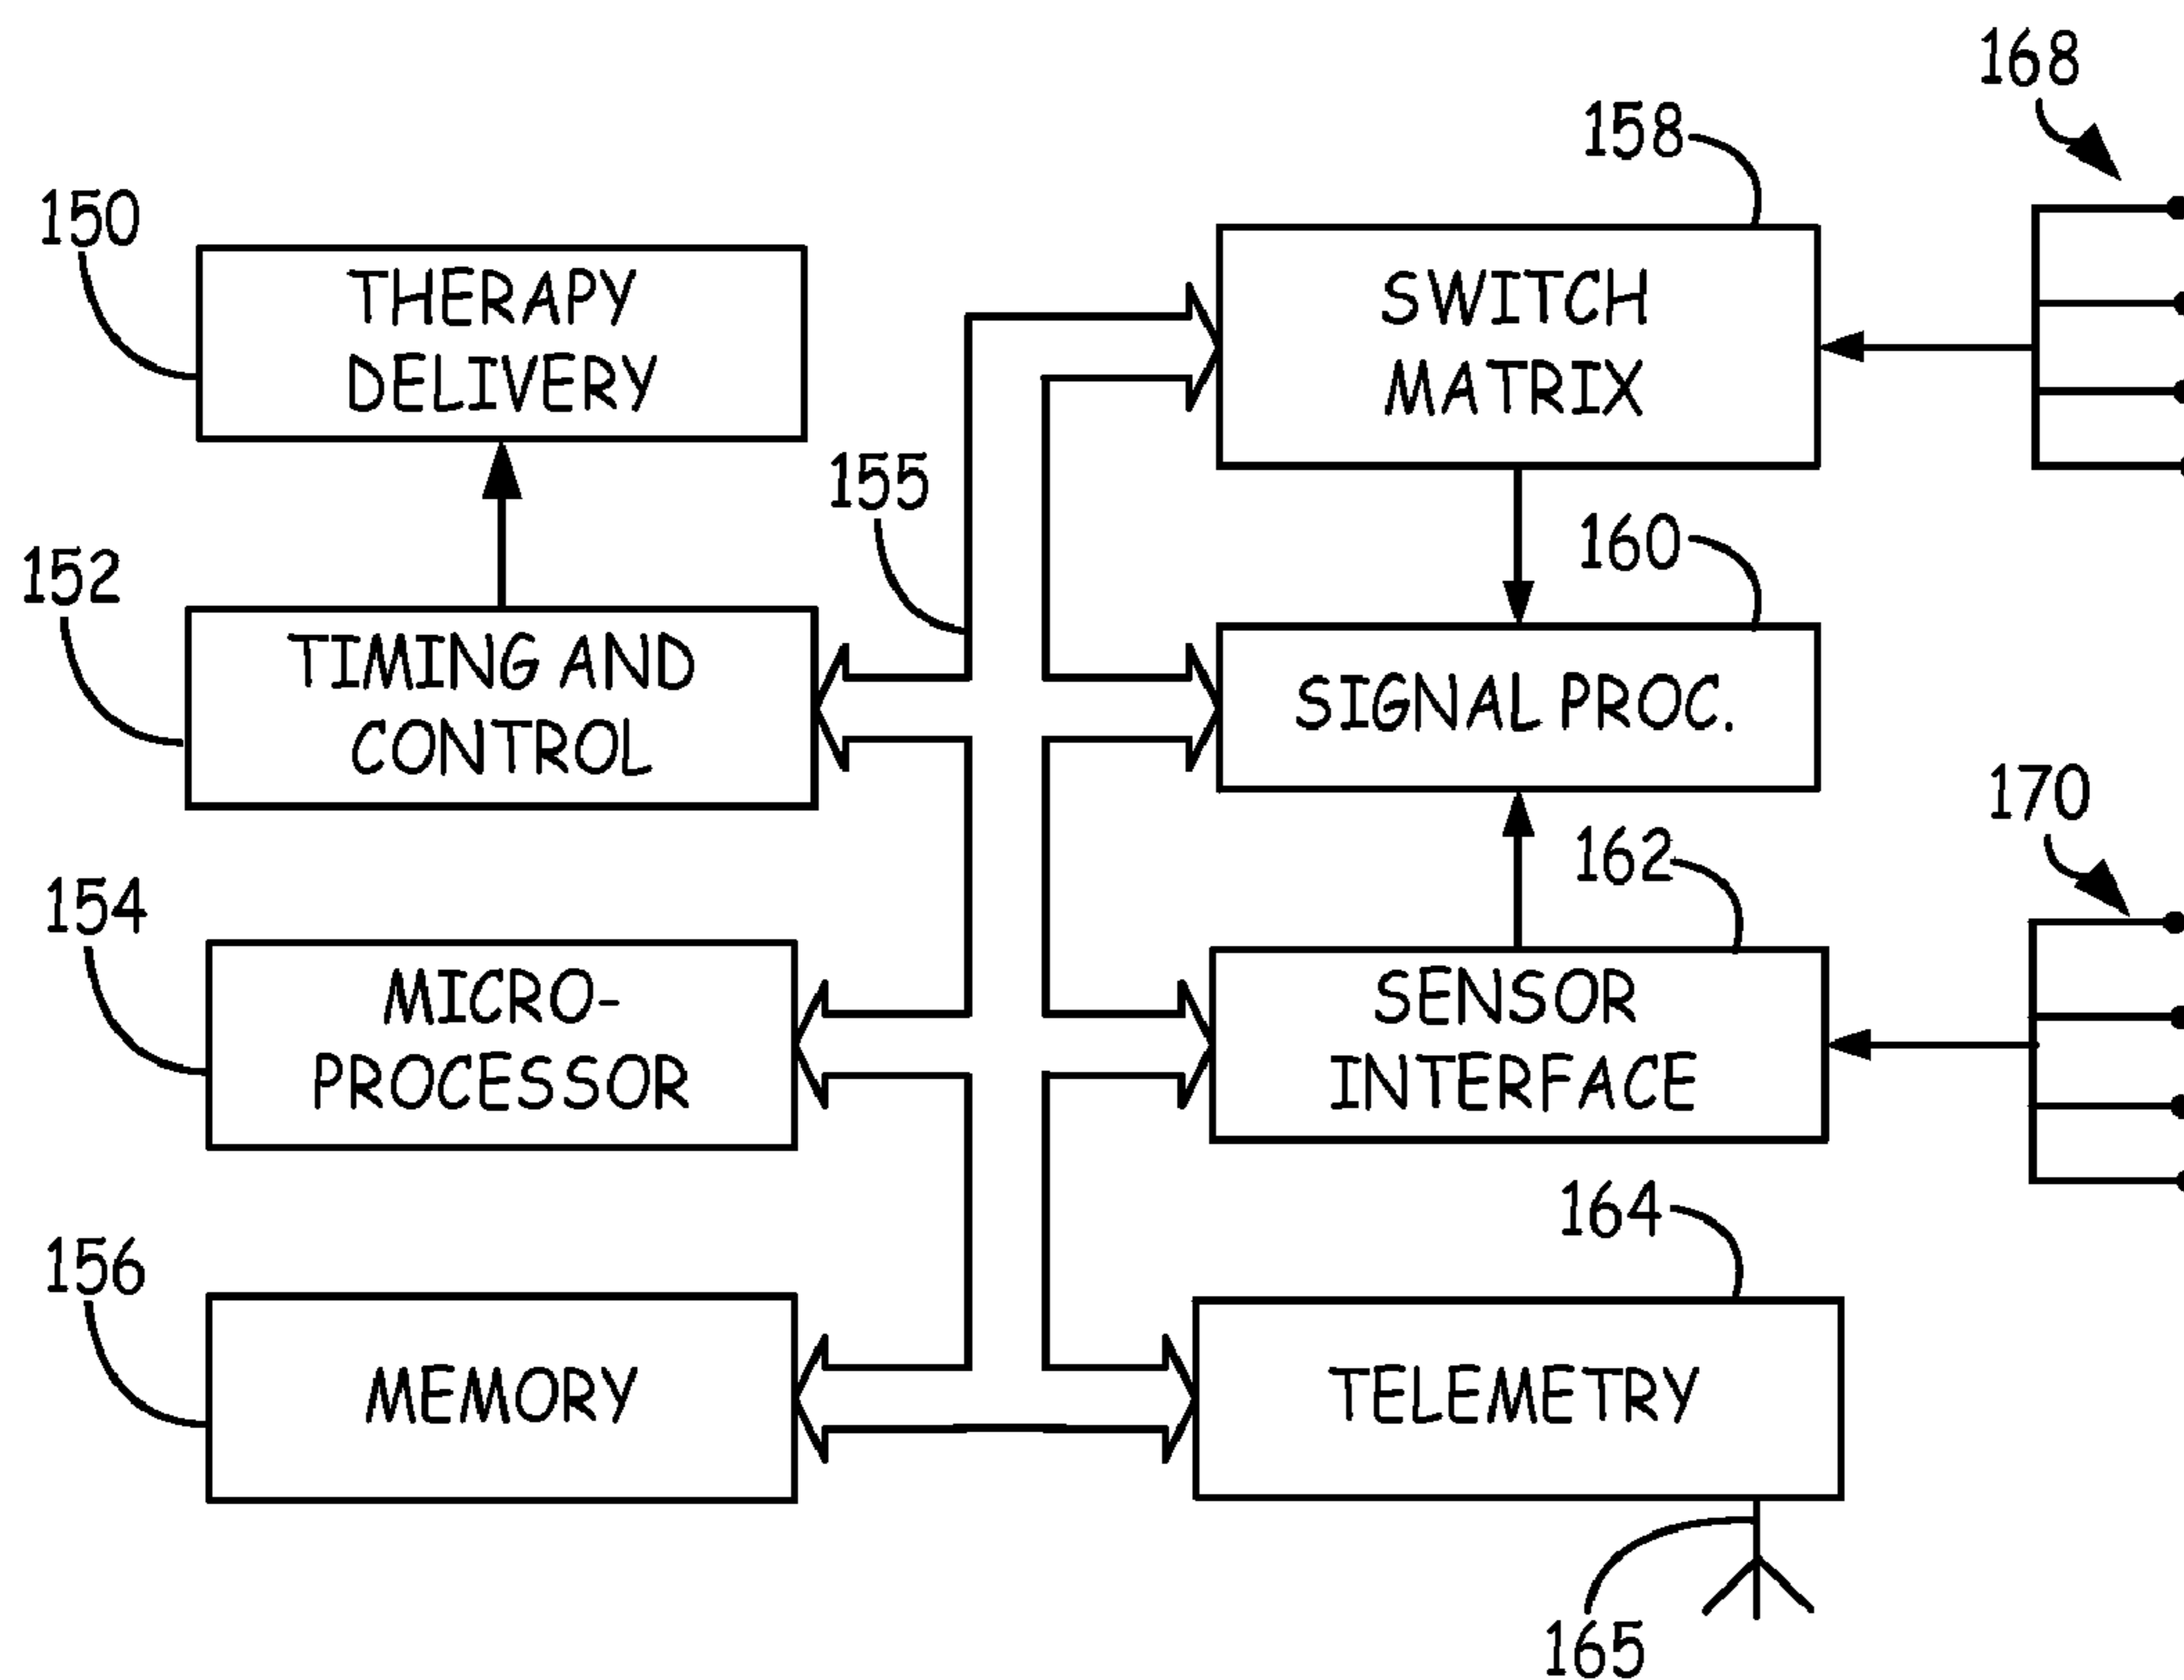 168
158
150
THERAPY
DELIVERY
SWITCH
MATRIX
155
160
152
TIMING AND
CONTROL
SIGNAL PROC.
170
162
154
MICRO-
PROCESSOR
SENSOR
INTERFACE
164
156
MEMORY
TELEMETRY
165